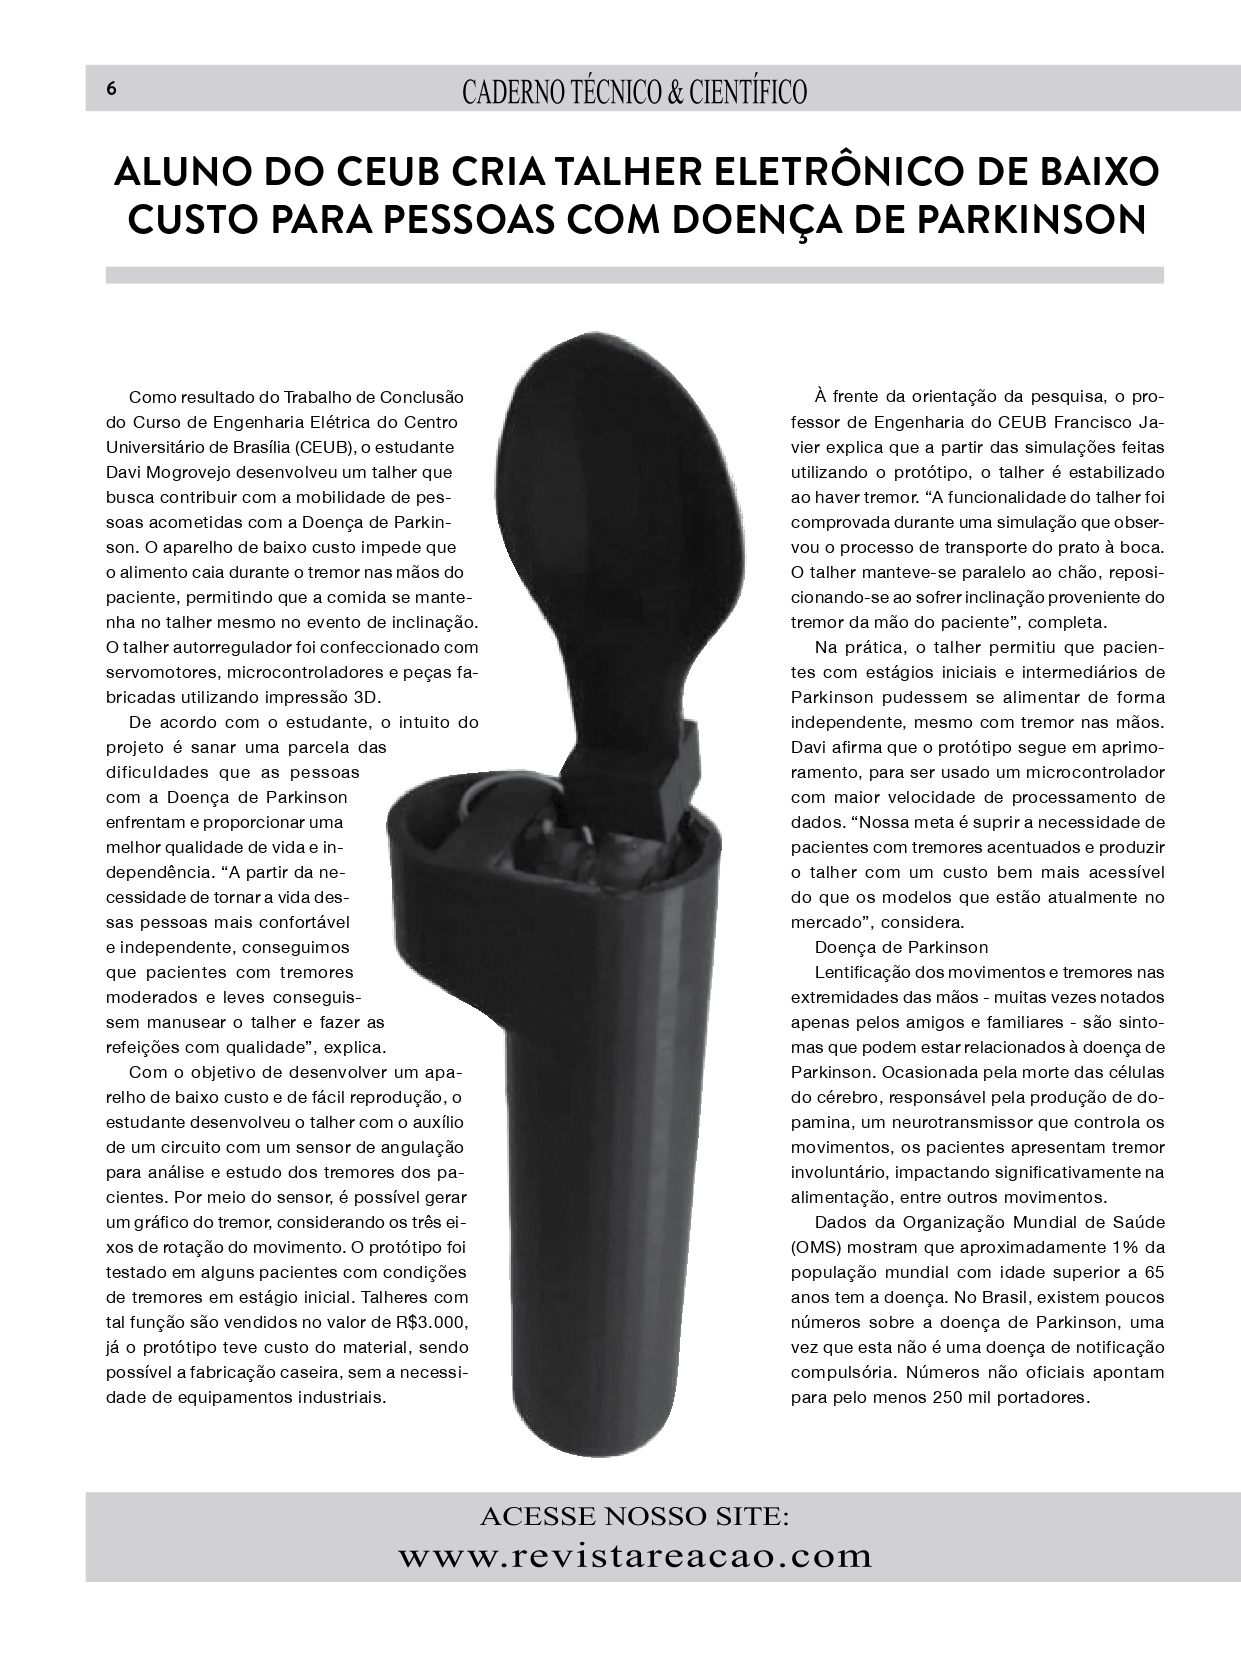 6
CADERNO TÉCNICO & CIENTÍFICO
ALUNO DO CEUB CRIA TALHER ELETRÔNICO DE BAIXO
CUSTO PARA PESSOAS COM DOENÇA DE PARKINSON
Como resultado do Trabalho de Conclusão
do Curso de Engenharia Elétrica do Centro
Universitário de Brasília (CEUB), o estudante
Davi Mogrovejo desenvolveu um talher que
busca contribuir com a mobilidade de pes-
soas acometidas com a Doença de Parkin-
son. O aparelho de baixo custo impede que
o alimento caia durante o tremor nas mãos do
paciente, permitindo que a comida se mante-
nha no talher mesmo no evento de inclinação.
O talher autorregulador foi confeccionado com
servomotores, microcontroladores e peças fa-
bricadas utilizando impressão 3D.
De acordo com o estudante, o intuito do
projeto é sanar uma parcela das
dificuldades que as pessoas
com a Doença de Parkinson
enfrentam e proporcionar uma
melhor qualidade de vida e in-
dependência. “A partir da ne-
cessidade de tornar a vida des-
sas pessoas mais confortável
e independente, conseguimos
que pacientes com tremores
moderados e leves conseguis-
sem manusear o talher e fazer as
refeições com qualidade”, explica.
Com o objetivo de desenvolver um apa-
relho de baixo custo e de fácil reprodução, o
estudante desenvolveu o talher com o auxílio
de um circuito com um sensor de angulação
para análise e estudo dos tremores dos pa-
cientes. Por meio do sensor, é possível gerar
um gráfico do tremor, considerando os três ei-
xos de rotação do movimento. O protótipo foi
testado em alguns pacientes com condições
de tremores em estágio inicial. Talheres com
tal função são vendidos no valor de R$3.000,
já o protótipo teve custo do material, sendo
possível a fabricação caseira, sem a necessi-
dade de equipamentos industriais.
À frente da orientação da pesquisa, o pro-
fessor de Engenharia do CEUB Francisco Ja-
vier explica que a partir das simulações feitas
utilizando o protótipo, o talher é estabilizado
ao haver tremor. “A funcionalidade do talher foi
comprovada durante uma simulação que obser-
vou o processo de transporte do prato à boca.
O talher manteve-se paralelo ao chão, reposi-
cionando-se ao sofrer inclinação proveniente do
tremor da mão do paciente”, completa.
Na prática, o talher permitiu que pacien-
tes com estágios iniciais e intermediários de
Parkinson pudessem se alimentar de forma
independente, mesmo com tremor nas mãos.
Davi afirma que o protótipo segue em aprimo-
ramento, para ser usado um microcontrolador
com maior velocidade de processamento de
dados. “Nossa meta é suprir a necessidade de
pacientes com tremores acentuados e produzir
o talher com um custo bem mais acessível
do que os modelos que estão atualmente no
mercado”, considera.
Doença de Parkinson
Lentificação dos movimentos e tremores nas
extremidades das mãos - muitas vezes notados
apenas pelos amigos e familiares - são sinto-
mas que podem estar relacionados à doença de
Parkinson. Ocasionada pela morte das células
do cérebro, responsável pela produção de do-
pamina, um neurotransmissor que controla os
movimentos, os pacientes apresentam tremor
involuntário, impactando significativamente na
alimentação, entre outros movimentos.
Dados da Organização Mundial de Saúde
(OMS) mostram que aproximadamente 1% da
população mundial com idade superior a 65
anos tem a doença. No Brasil, existem poucos
números sobre a doença de Parkinson, uma
vez que esta não é uma doença de notificação
compulsória. Números não oficiais apontam
para pelo menos 250 mil portadores.
ACESSE NOSSO SITE:
www.revistareacao.com